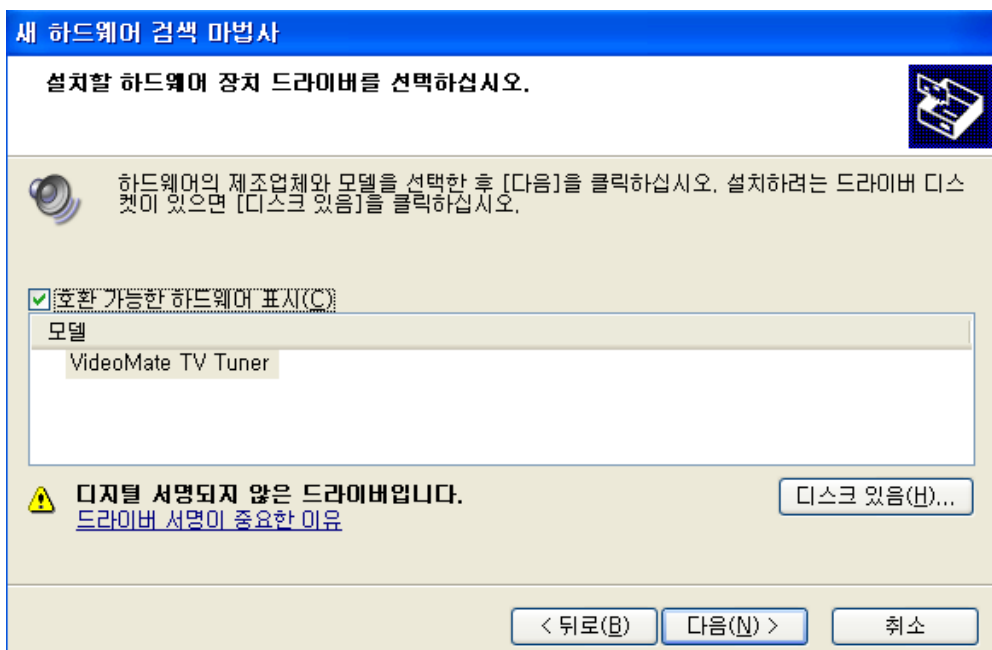 새 하드웨어 검색 마법사
설치할 하드웨어 장치 드라이버를 선택하십시오.
하드웨어의 제조업체와 모델을 선택한 후 [다음]을 클릭하십시오. 설치하려는 드라이버 디스
켓이 있으면 [디스크 있음]을 클릭하십시오.
호환 가능한 하드웨어 표시(C)
모델
VideoMate TV Tuner
디지털 서명되지 않은 드라이버입니다.
드라이버 서명이 중요한 이유
디스크 있음(H)...
< 뒤로(B) 다음(N) > 취소